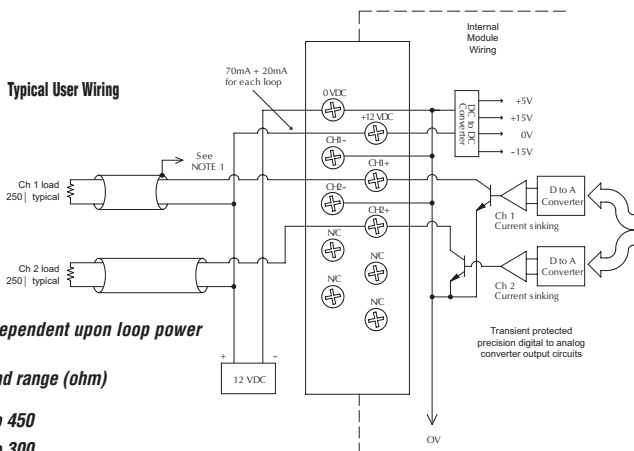 Internal
Module
Wiring
Typical User Wiring
70mA + 20mA
for each loop
0 VDC
+12 VDC
DC to DC
Converter
+5V
+15V
0V
-15V
CH1-
See
NOTE 1
CH1+
Ch 1 load
250| typical
CH2-
D to A
Converter
Ch 1
Current sinking
CH2+
N/C
N/C
D to A
Converter
Ch 2 load
250| typical
N/C
N/C
Ch 2
Current sinking
ependent upon loop power
Transient protected
precision digital to analog
converter output circuits
+
-
12 VDC
ad range (ohm)
450
300
0V